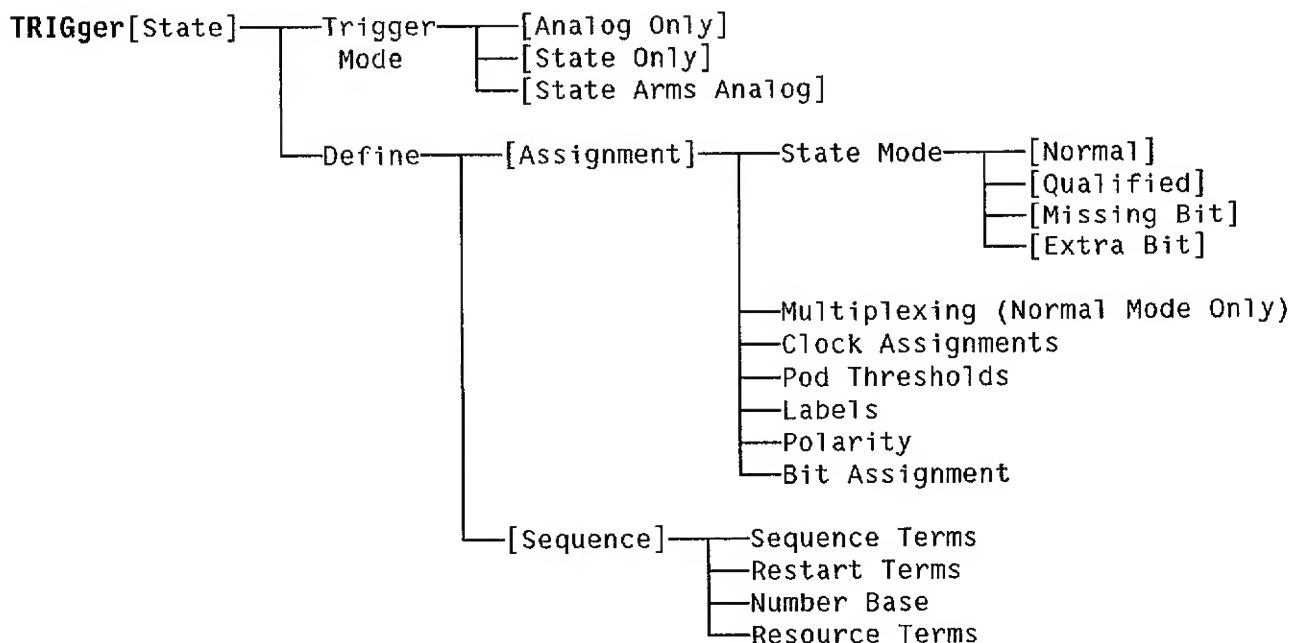 TRIGger[State] Trigger Mode [Analog Only]
[State Only]
[State Arms Analog]
Define [Assignment] State Mode [Normal]
[Qualified]
[Missing Bit]
[Extra Bit]
Multiplexing (Normal Mode Only)
Clock Assignments
Pod Thresholds
Labels
Polarity
Bit Assignment
[Sequence] Sequence Terms
Restart Terms
Number Base
Resource Terms